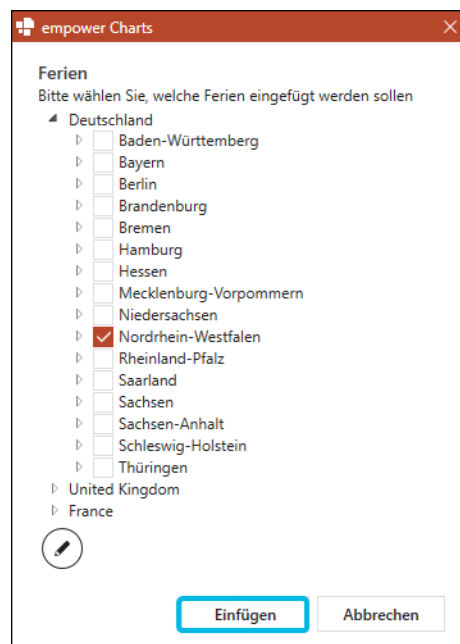 empower Charts
Ferien
Bitte wählen Sie, welche Ferien eingefügt werden sollen
Deutschland
Baden-Württemberg
Bayern
Berlin
Brandenburg
Bremen
Hamburg
Hessen
Mecklenburg-Vorpommern
Niedersachsen
Nordrhein-Westfalen
Rheinland-Pfalz
Saarland
Sachsen
Sachsen-Anhalt
Schleswig-Holstein
Thüringen
United Kingdom
France
Einfügen Abbrechen